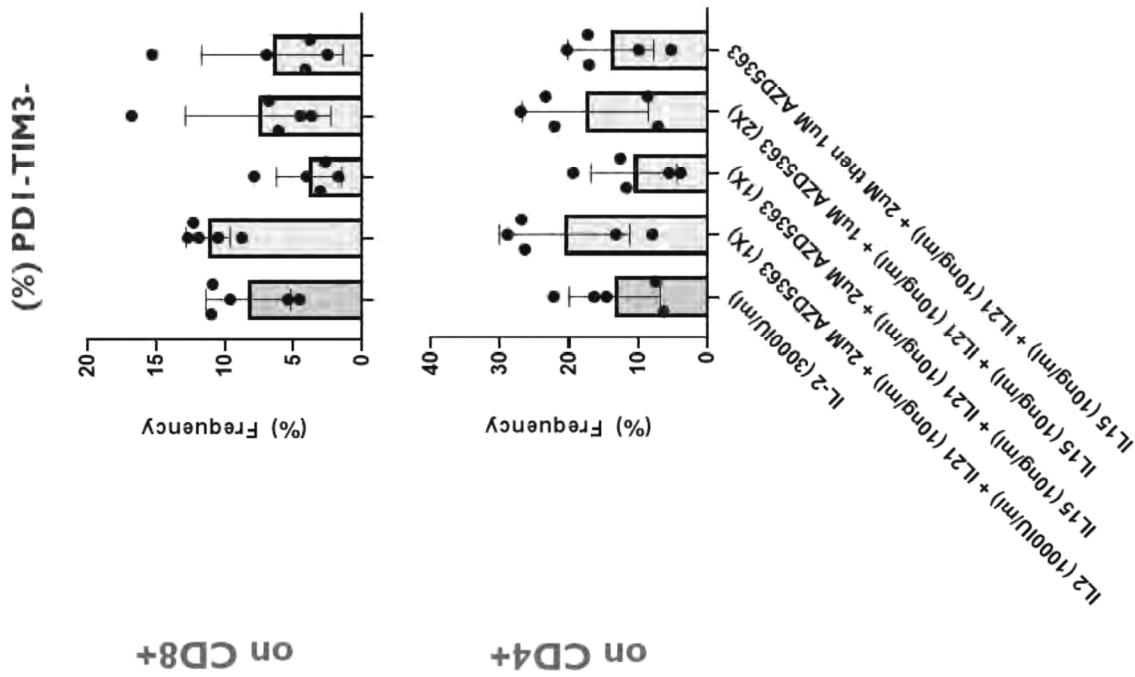 (%) PD1-TIM3-
on CD8+
(%) Frequency
20
15
10
5
0
on CD4+
(%) Frequency
40
30
20
10
0
IL-2 (3000IU/ml)
IL2 (1000IU/ml) + IL21 (10ng/ml) + 2uM AZD5363 (1X)
IL15 (10ng/ml) + IL21 (10ng/ml) + 2uM AZD5363 (1X)
IL15 (10ng/ml) + IL21 (10ng/ml) + 1uM AZD5363 (2X)
IL15 (10ng/ml) + IL21 (10ng/ml) + 2uM then 1uM AZD5363